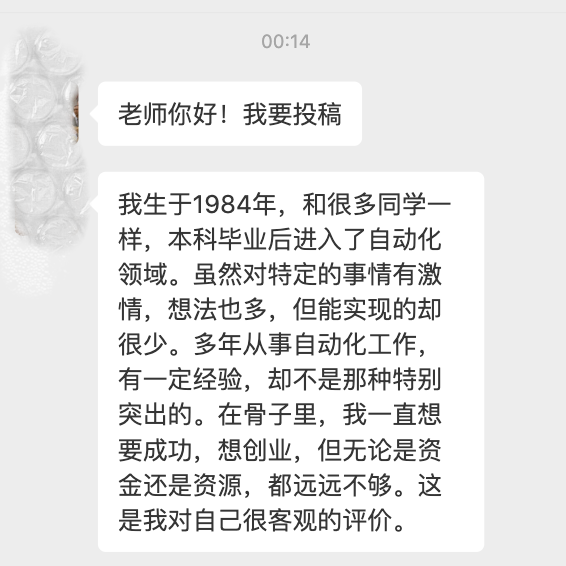 00:14
老师你好！我要投稿
我生于1984年，和很多同学一
样，本科毕业后进入了自动化
领域。虽然对特定的事情有激
情，想法也多，但能实现的却
很少。多年从事自动化工作，
有一定经验，却不是那种特别
突出的。在骨子里，我一直想
要成功，想创业，但无论是资
金还是资源，都远远不够。这
是我对自己很客观的评价。